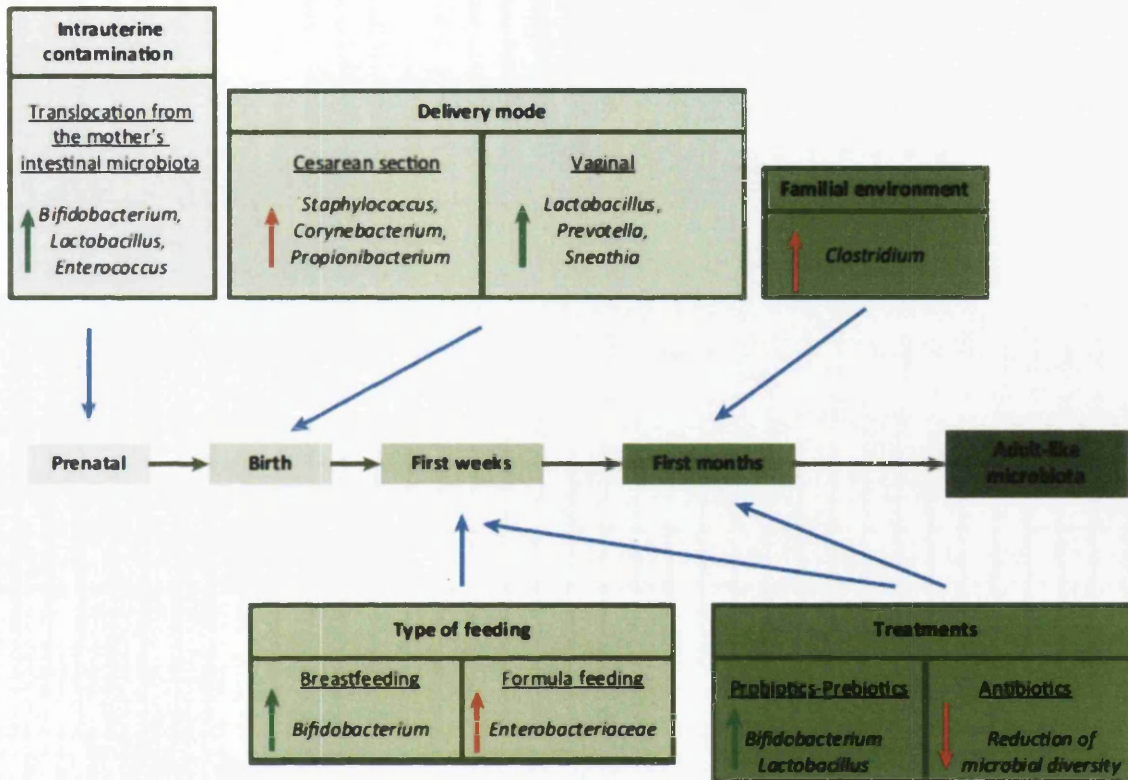 Intrauterine
contamination
Translocation from
the mother's
intestinal microbiota
Bifidobacterium,
Lactobacillus,
Enterococcus
Delivery mode
Cesarean section
Staphylococcus,
Corynebacterium,
Propionibacterium
Vaginal
Lactobacillus,
Prevotella,
Sneathia
Familial environment
Clostridium
Prenatal
Birth
First weeks
First months
Adult-like
microbiota
Type of feeding
Breastfeeding
Bifidobacterium
Formula feeding
Enterobacteriaceae
Treatments
Probiotics-Prebiotics
Bifidobacterium
Lactobacillus
Antibiotics
Reduction of
microbial diversity